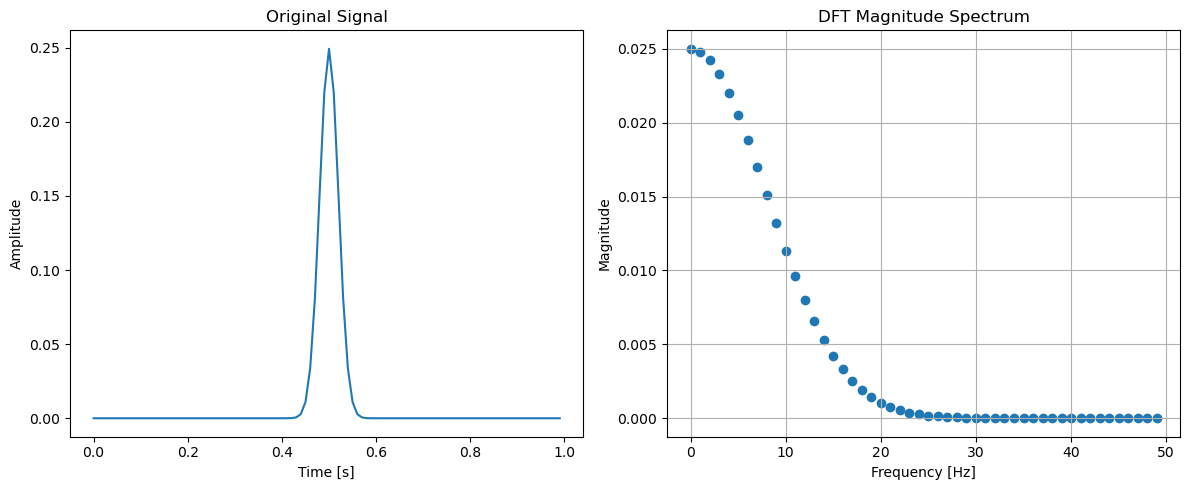 Original Signal
Amplitude
0.25
0.20
0.15
0.10
0.05
0.00
0.0 0.2 0.4 0.6 0.8 1.0
Time [s]
DFT Magnitude Spectrum
Magnitude
0.025
0.020
0.015
0.010
0.005
0.000
0 10 20 30 40 50
Frequency [Hz]